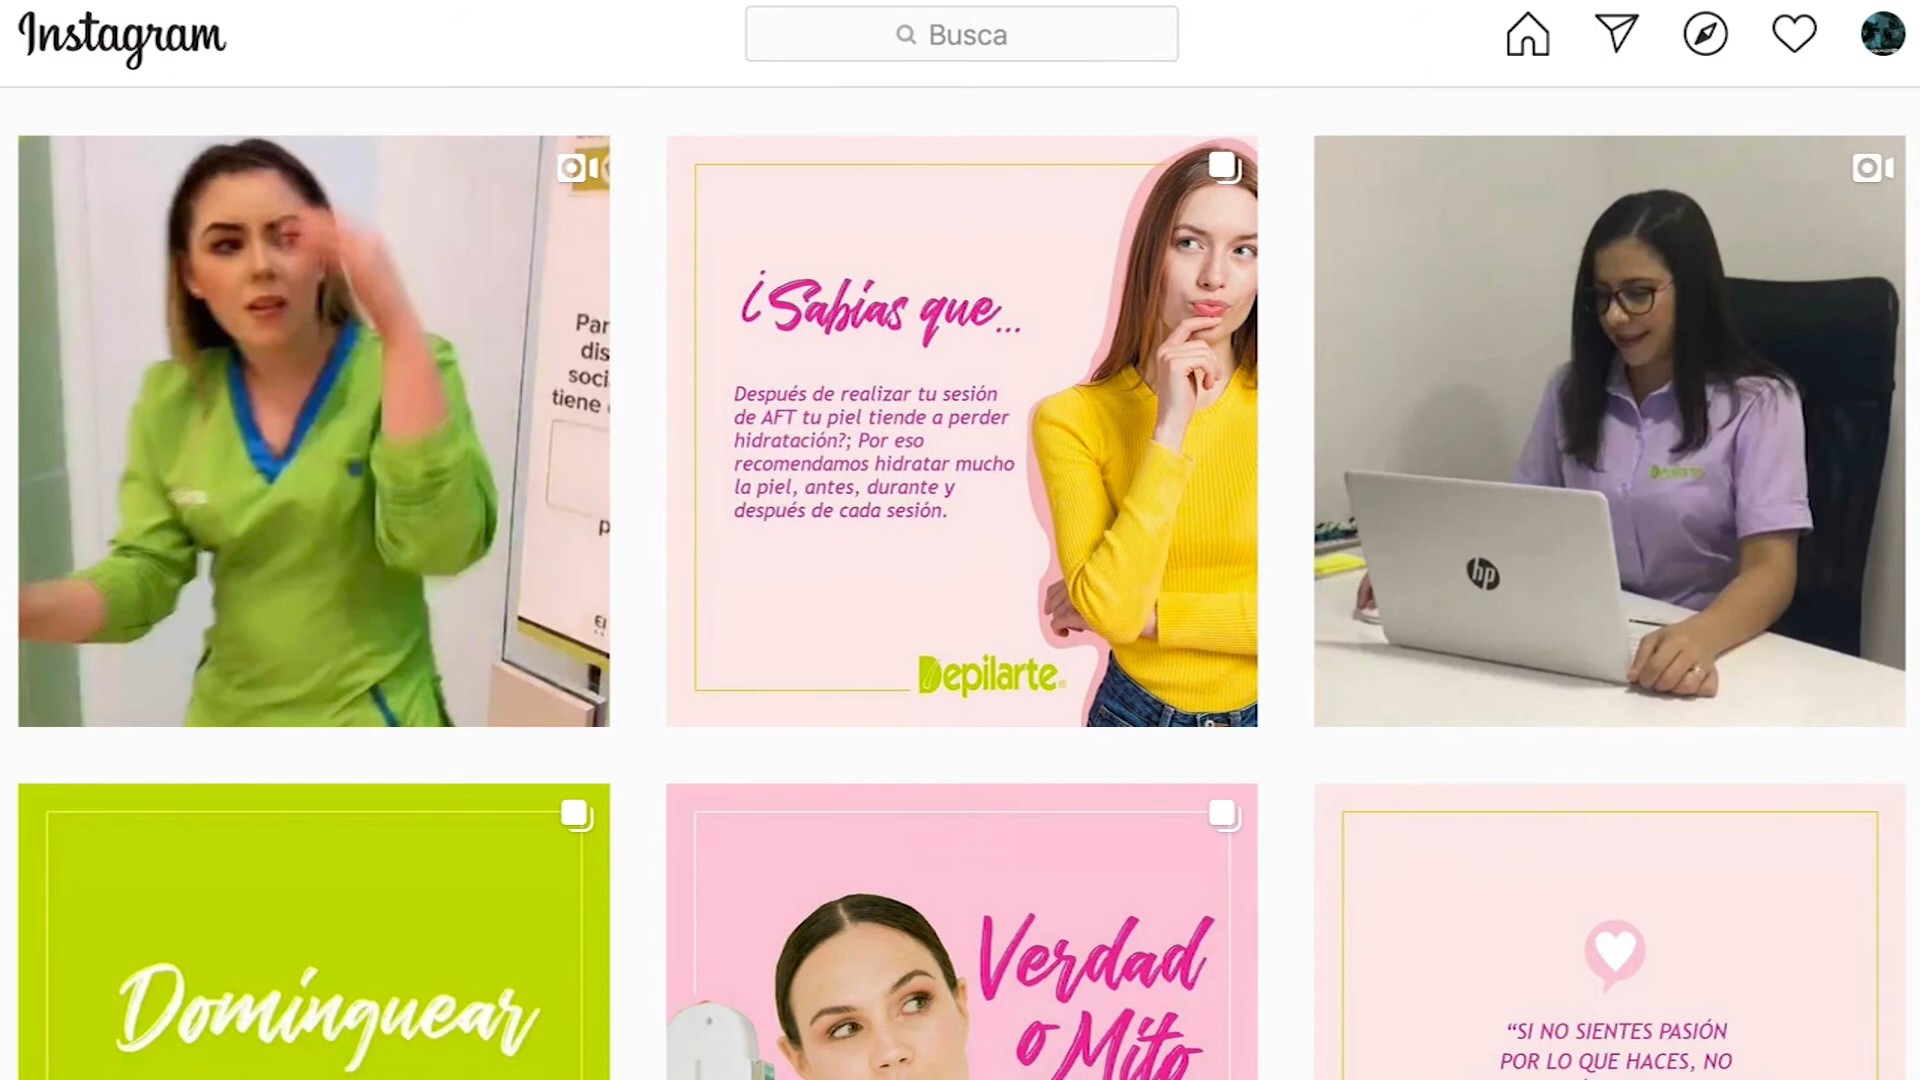 Instagram
Busca
Par
dis
soci
tiene
p
El
¿Sabías que...
Después de realizar tu sesión
de AFT tu piel tiende a perder
hidratación?; Por eso
recomendamos hidratar mucho
la piel, antes, durante y
después de cada sesión.
Depilarte
hp
Domínguear
Verdad
o Mito
“SI NO SIENTES PASIÓN
POR LO QUE HACES, NO